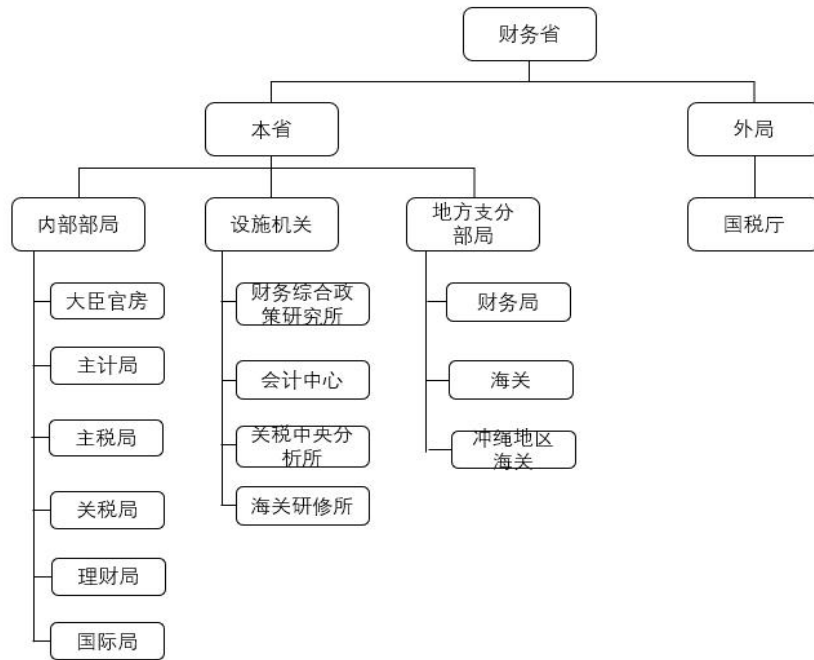 财务省
本省
外局
内部部局
设施机关
地方支分
部局
国税厅
大臣官房
主计局
主税局
关税局
理财局
国际局
财务综合政
策研究所
会计中心
关税中央分
析所
海关研修所
财务局
海关
冲绳地区
海关